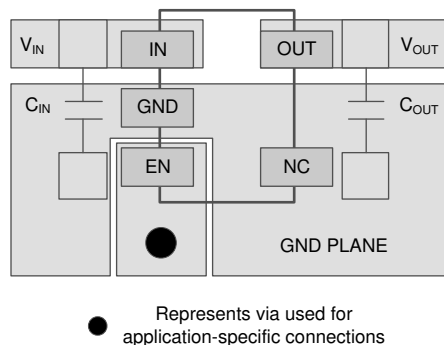 V_IN IN OUT V_OUT
C_IN GND C_OUT
EN NC
GND PLANE
Represents via used for
application-specific connections